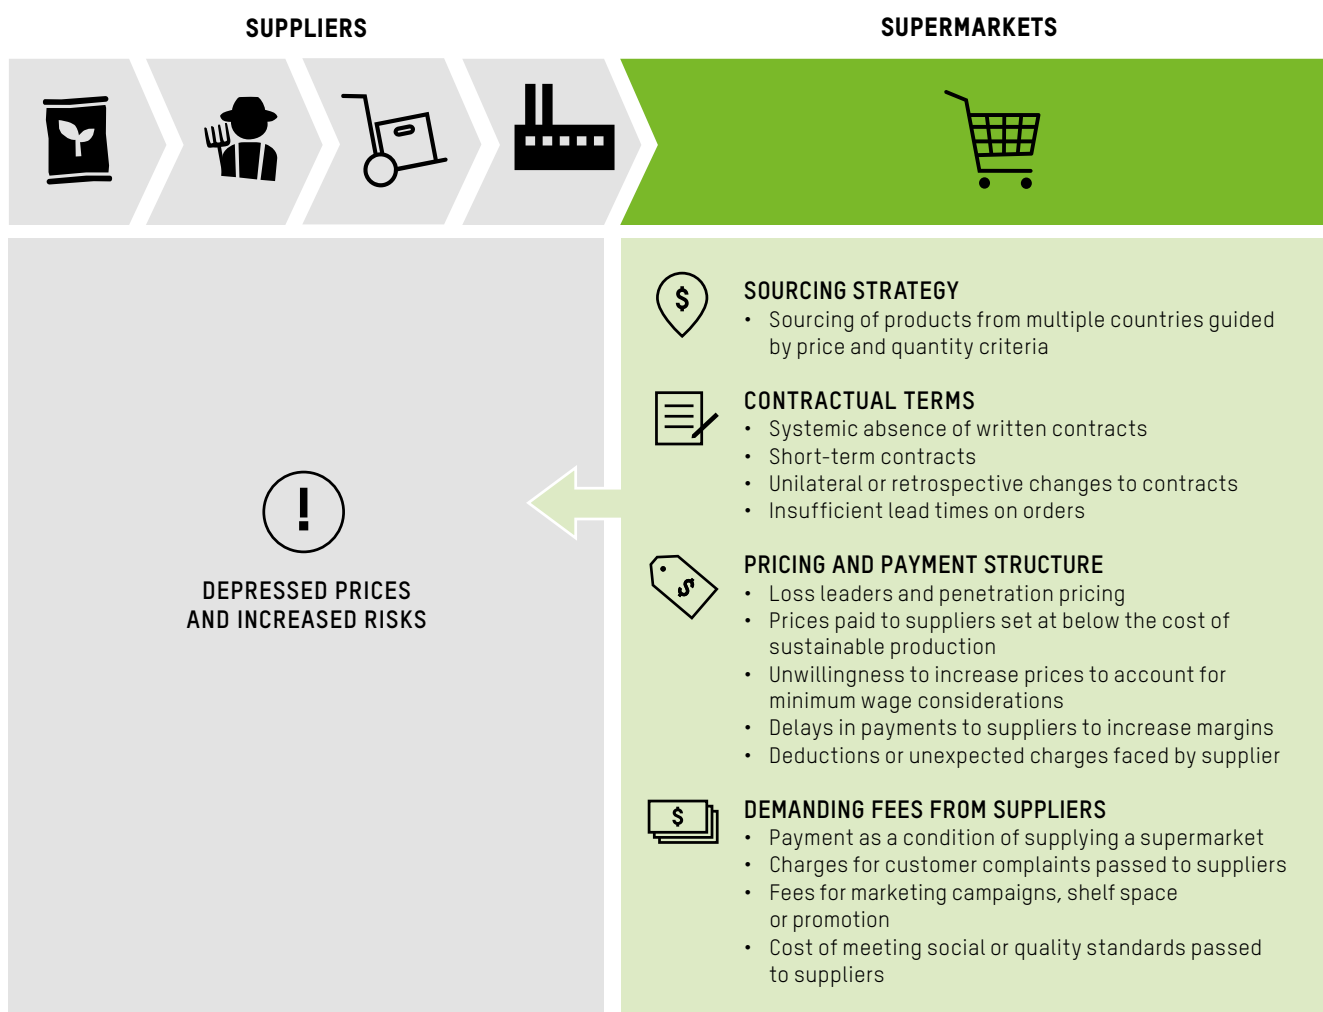 SUPPLIERS
SUPERMARKETS
$
SOURCING STRATEGY
• Sourcing of products from multiple countries guided
by price and quantity criteria
CONTRACTUAL TERMS
• Systemic absence of written contracts
• Short-term contracts
• Unilateral or retrospective changes to contracts
• Insufficient lead times on orders
!
DEPRESSED PRICES
AND INCREASED RISKS
$
PRICING AND PAYMENT STRUCTURE
• Loss leaders and penetration pricing
• Prices paid to suppliers set at below the cost of
sustainable production
• Unwillingness to increase prices to account for
minimum wage considerations
• Delays in payments to suppliers to increase margins
• Deductions or unexpected charges faced by supplier
$
DEMANDING FEES FROM SUPPLIERS
• Payment as a condition of supplying a supermarket
• Charges for customer complaints passed to suppliers
• Fees for marketing campaigns, shelf space
or promotion
• Cost of meeting social or quality standards passed
to suppliers